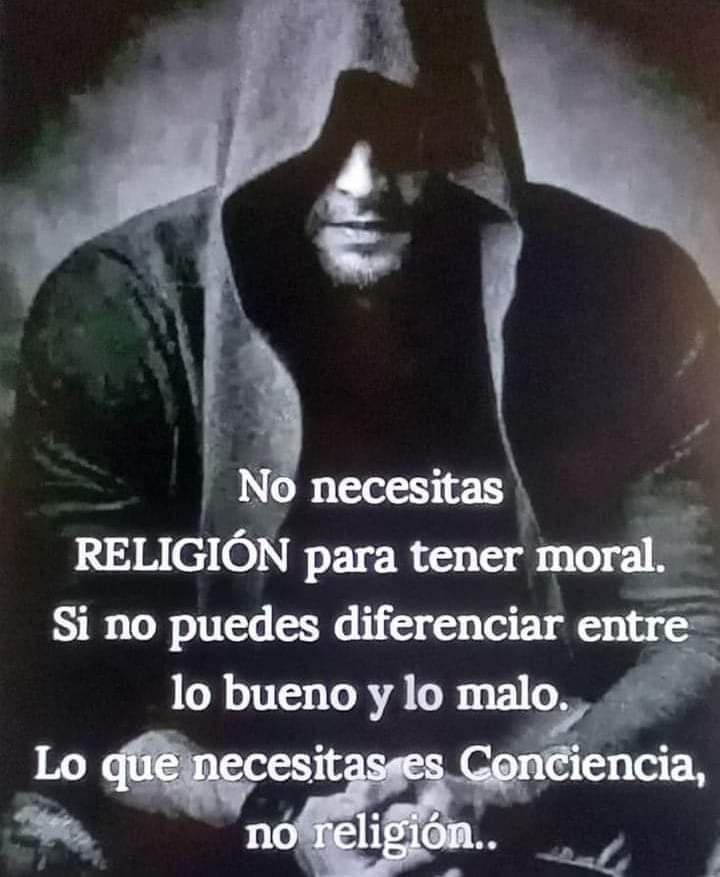 No necesitas
RELIGIÓN para tener moral.
Si no puedes diferenciar entre
lo bueno y lo malo.
Lo que necesitas es Conciencia,
no religión..